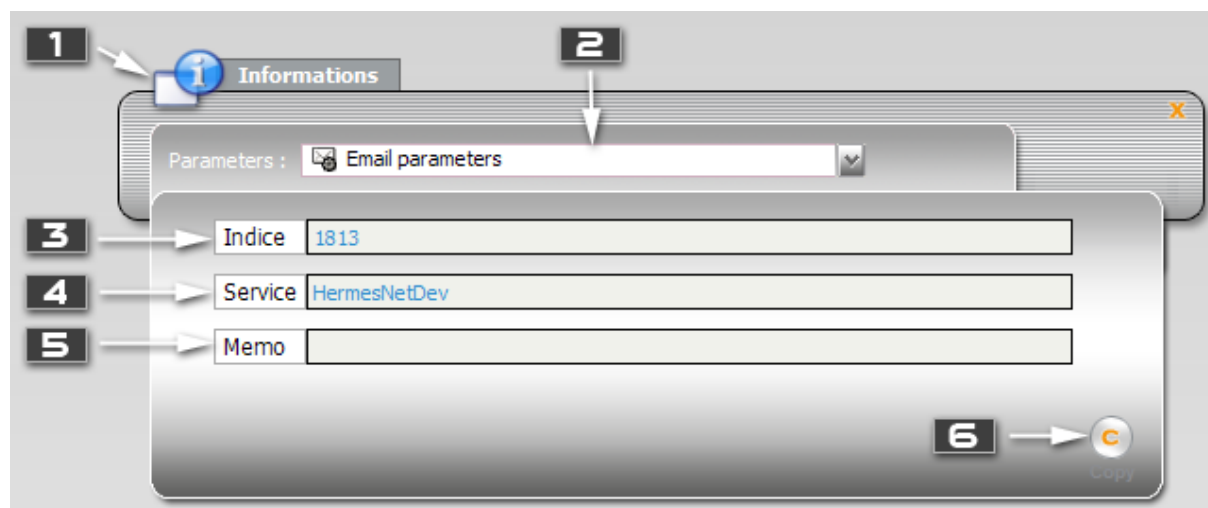 1
2
Informations
x
Parameters :
Email parameters
3
Indice
1813
4
Service
HermesNetDev
5
Memo
6
C
Copy